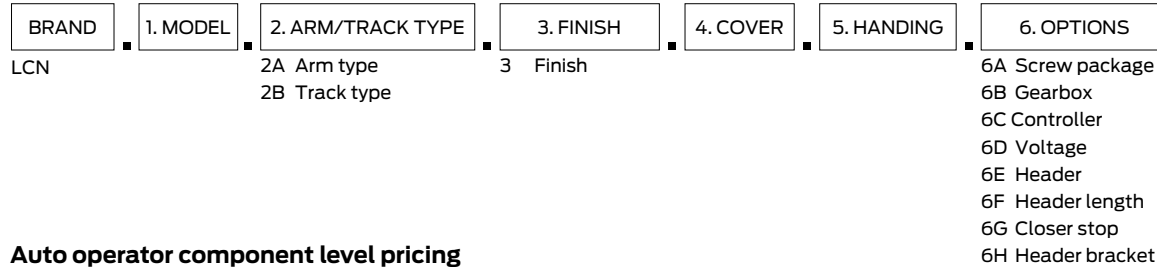 BRAND 1. MODEL 2. ARM/TRACK TYPE 3. FINISH 4. COVER 5. HANDING 6. OPTIONS
LCN 2A Arm type 3 Finish 6A Screw package
2B Track type 6B Gearbox
6C Controller
6D Voltage
6E Header
6F Header length
6G Closer stop
Auto operator component level pricing 6H Header bracket